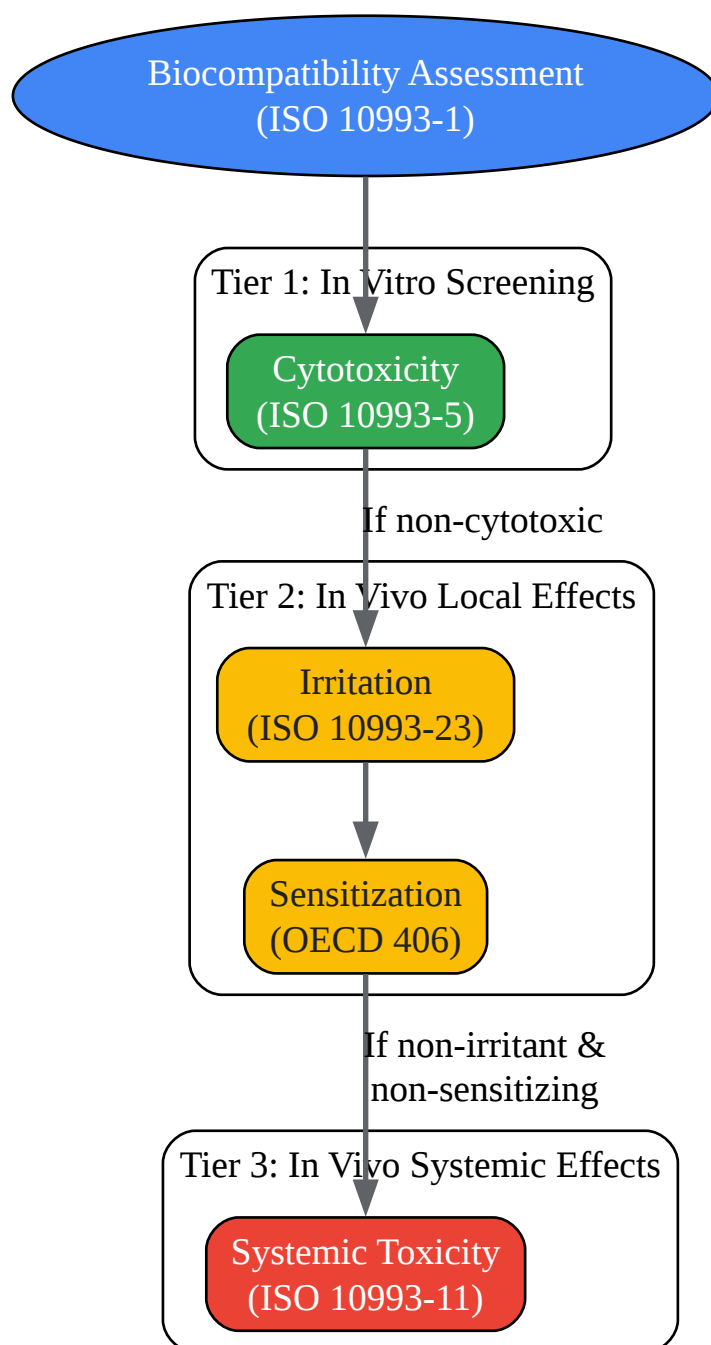 Biocompatibility Assessment
(ISO 10993-1)
Tier 1: In Vitro Screening
Cytotoxicity
(ISO 10993-5)
If non-cytotoxic
Tier 2: In Vivo Local Effects
Irritation
(ISO 10993-23)
Sensitization
(OECD 406)
If non-irritant &
non-sensitizing
Tier 3: In Vivo Systemic Effects
Systemic Toxicity
(ISO 10993-11)